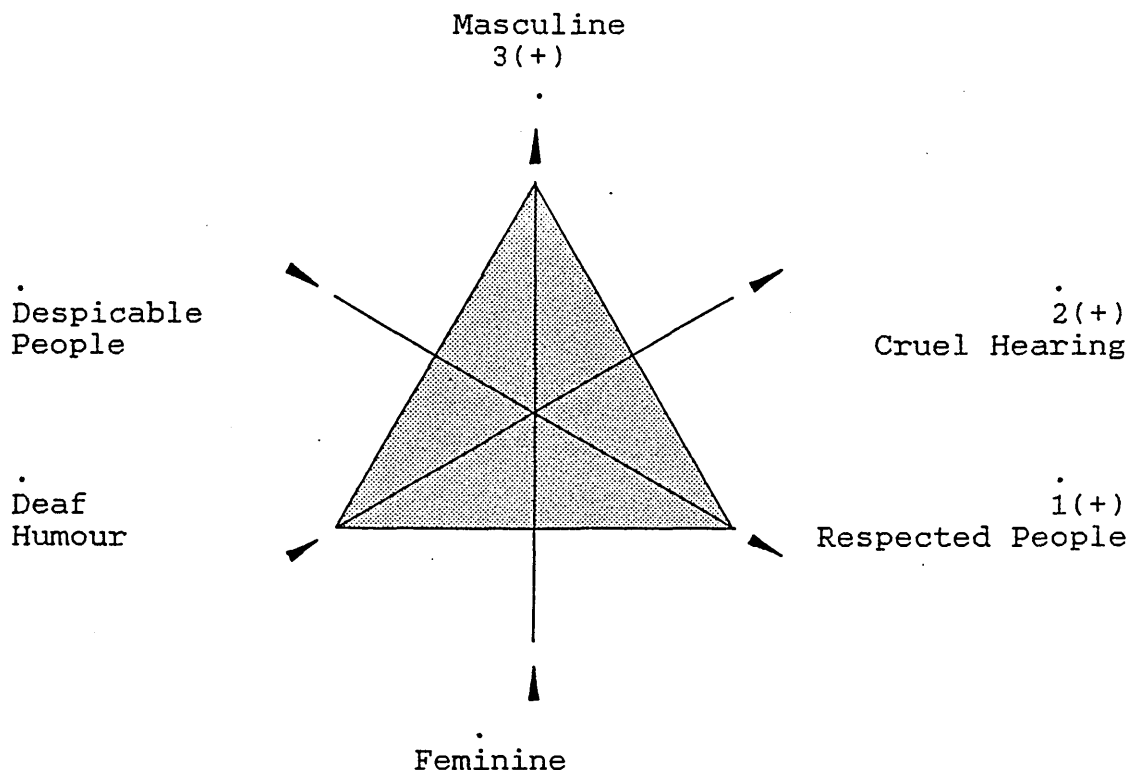 Masculine
3(+)
Despicable
People
2(+)
Cruel Hearing
Deaf
Humour
1(+)
Respected People
Feminine